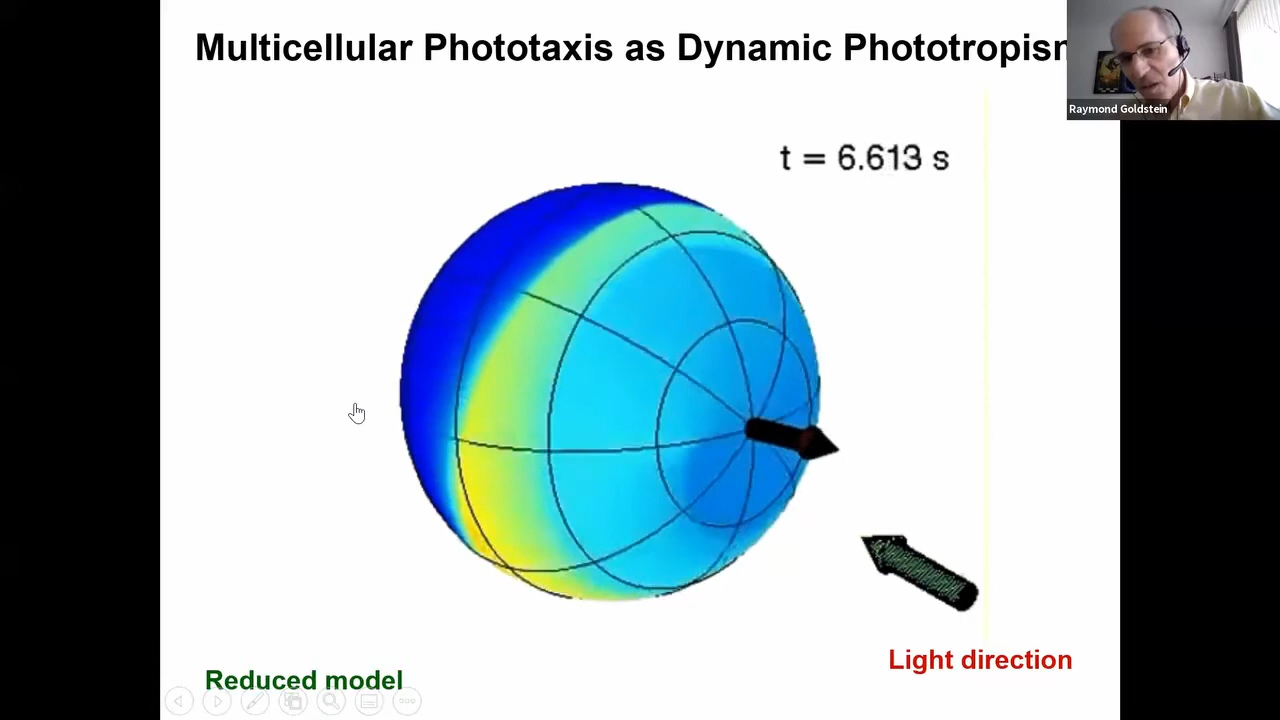 Multicellular Phototaxis as Dynamic Phototropism
Raymond Goldstein
t = 6.613 s
Light direction
Reduced model